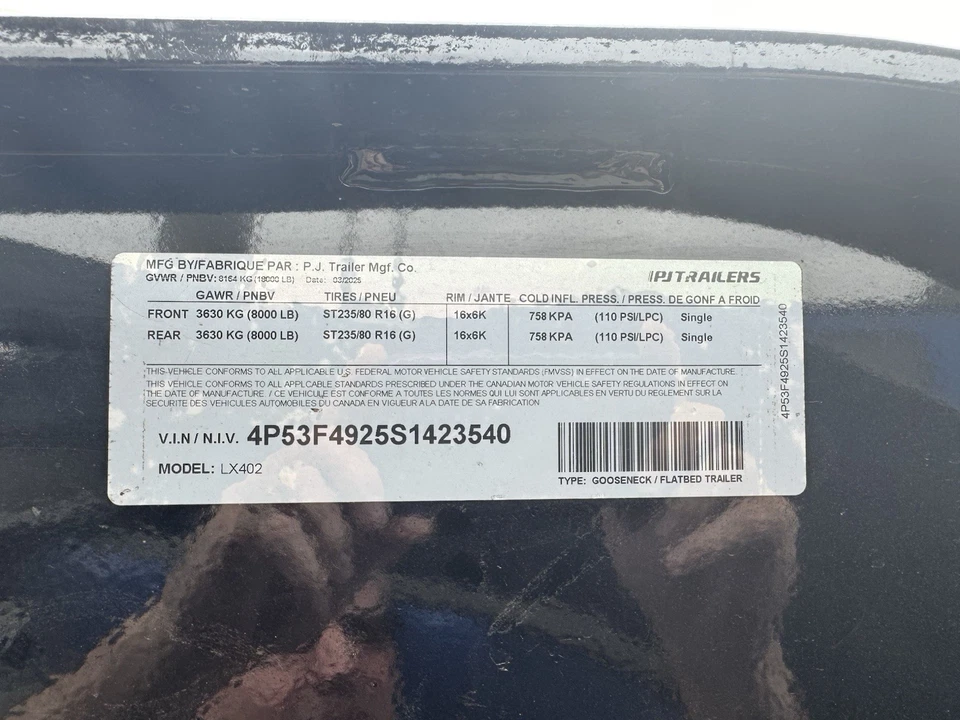 MFG BY/FABRIQUE PAR : P.J. Trailer Mgf. Co.
PJTRAILERS
GVWR / PNBV: 8164 KG (18000 LB) Date: 03/2025
GAWR / PNBV TIRES / PNEU RIM / JANTE COLD INFL. PRESS. / PRESS. DE GONF A FROID
FRONT 3630 KG (8000 LB) ST235/80 R16 (G) 16x6K 758 KPA (110 PSI/LPC) Single
REAR 3630 KG (8000 LB) ST235/80 R16 (G) 16x6K 758 KPA (110 PSI/LPC) Single
THIS-VEHICLE CONFORMS TO ALL APPLICABLE U.S. FEDERAL MOTOR VEHICLE SAFETY STANDARDS (FMVSS) IN EFFECT ON THE DATE OF MANUFACTURE.
THIS VEHICLE CONFORMS TO ALL APPLICABLE STANDARDS PRESCRIBED UNDER THE CANADIAN MOTOR VEHICLE SAFETY REGULATIONS IN EFFECT ON
THE DATE OF MANUFACTURE / CE VEHICULE EST CONFORME A TOUTES LES NORMES QUI LUI SONT APPLICABLES EN VERTU DU REGLEMENT SUR LA
SECURITE DES VEHICULES AUTOMOBILES DU CANADA EN VIGUEUR A LA DATE DE SA FABRICATION
V.I.N / N.I.V. 4P53F4925S1423540
MODEL: LX402
TYPE: GOOSENECK / FLATBED TRAILER
4P53F4925S1423540